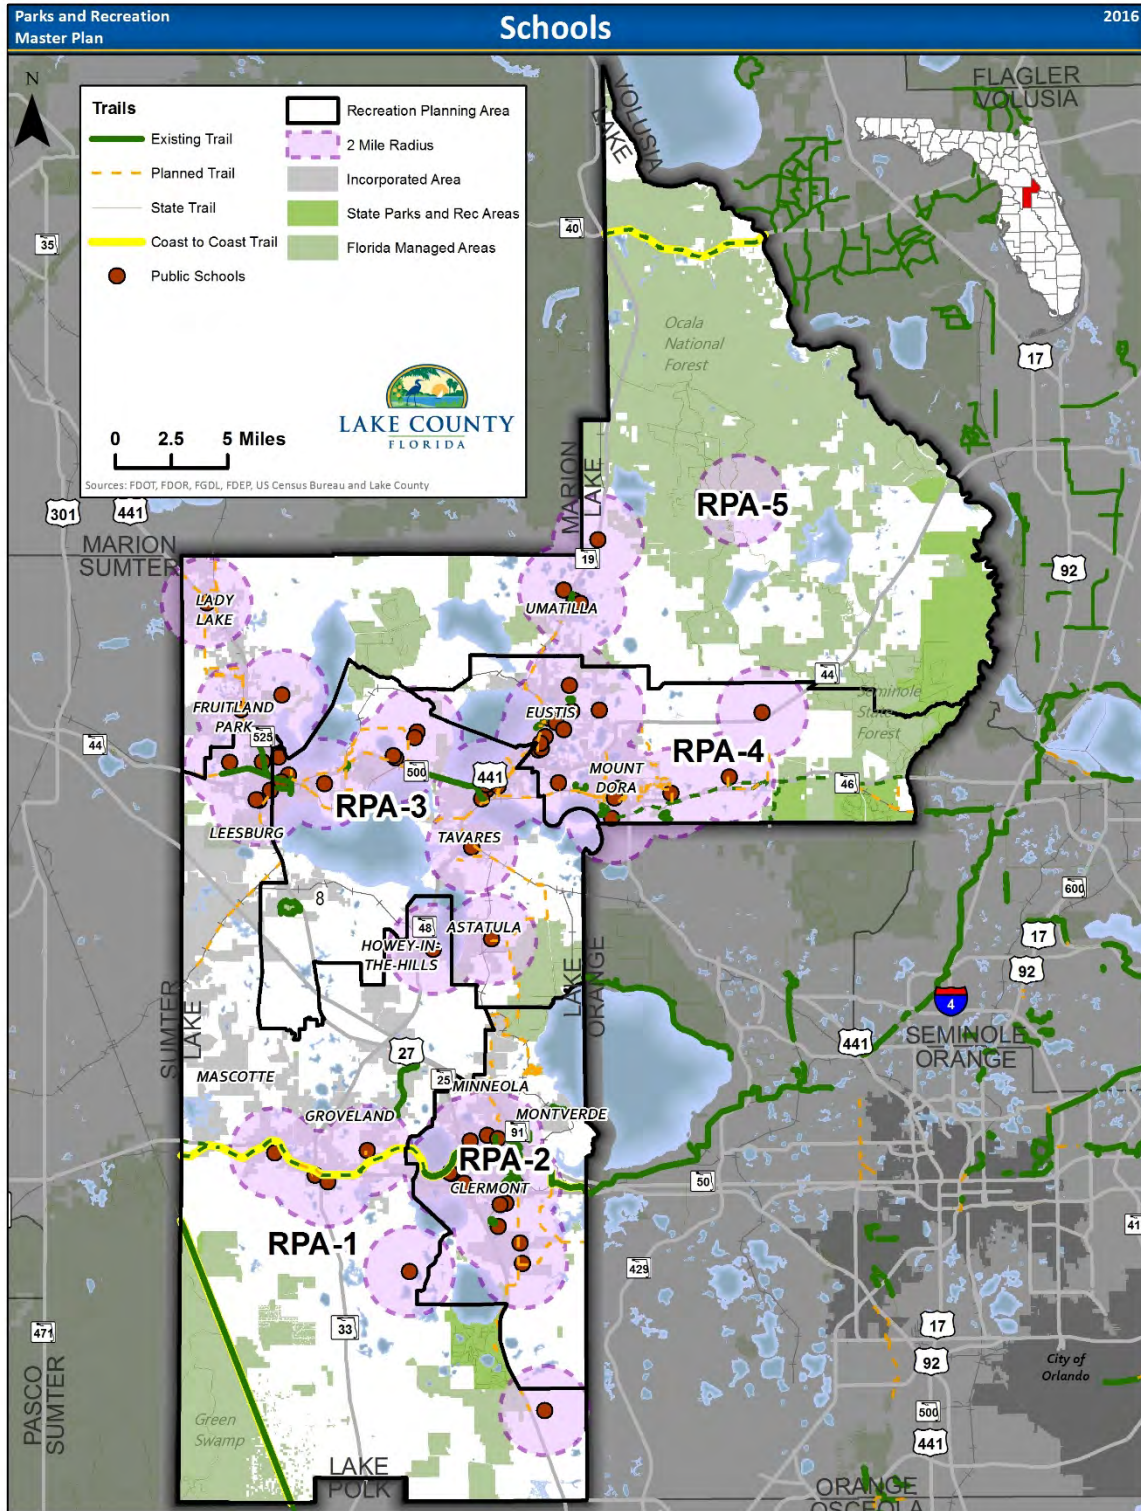 Parks and Recreation
Master Plan
Schools
2016
N
Trails
Existing Trail
Planned Trail
State Trail
Coast to Coast Trail
Public Schools
Recreation Planning Area
2 Mile Radius
Incorporated Area
State Parks and Rec Areas
Florida Managed Areas
LAKE COUNTY
FLORIDA
0 2.5 5 Miles
Sources: FDOT, FDOR, FGDL, FDEP, US Census Bureau and Lake County
VOLUSIA
LAKE
FLAGLER
VOLUSIA
35
40
17
Ocala
National
Forest
MARION
LAKE
RPA-5
301
441
MARION
SUMTER
19
92
LADY
LAKE
UMATILLA
44
Seminole
State
Forest
FRUITLAND
PARK
EUSTIS
525
44
RPA-4
500
441
MOUNT
DORA
46
RPA-3
LEESBURG
TAVARES
600
8
48
ASTATULA
HOWEY-IN-
THE-HILLS
LAKE
ORANGE
17
92
4
SUMTER
LAKE
441
SEMINOLE
ORANGE
27
MASCOTTE
25
MINNEOLA
GROVELAND
MONTVERDE
91
RPA-2
CLERMONT
50
41
RPA-1
429
33
471
17
92
City of
Orlando
PASCO
SUMTER
Green
Swamp
500
441
LAKE
POLK
ORANGE
OSCEOLA